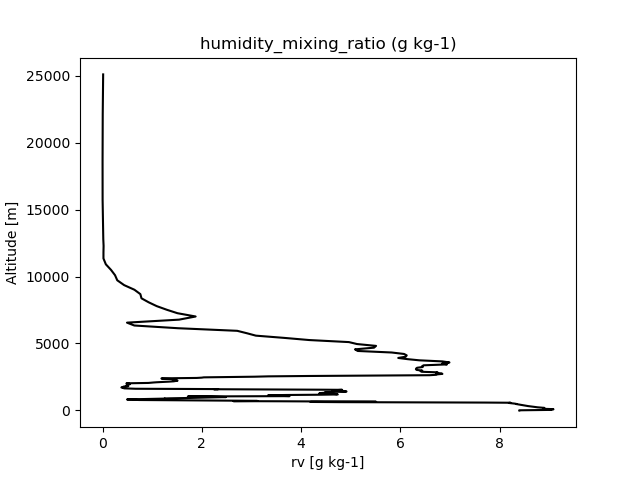 humidity_mixing_ratio (g kg-1)
25000
20000
15000
10000
5000
0
Altitude [m]
0 2 4 6 8
rv [g kg-1]